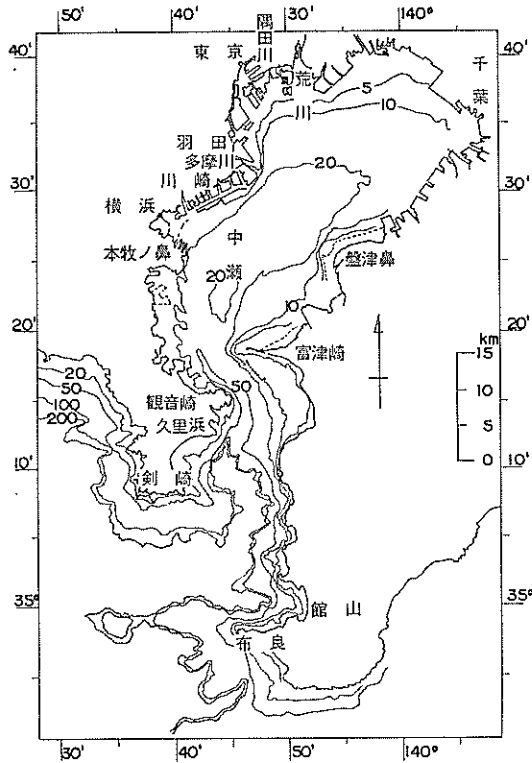 30' 40' 50' 140°
40'
30'
20'
10'
35°
40'
30'
20'
10'
35°
東京
隅田川
荒川
千葉
5
10
20
羽田
多摩川
川崎
横浜
本牧ノ鼻
中瀬
20
盤津鼻
10
富津崎
km
15
10
5
0
20
50
100
200
観音崎
50
久里浜
剣崎
館山
布良
30' 40' 50' 140°